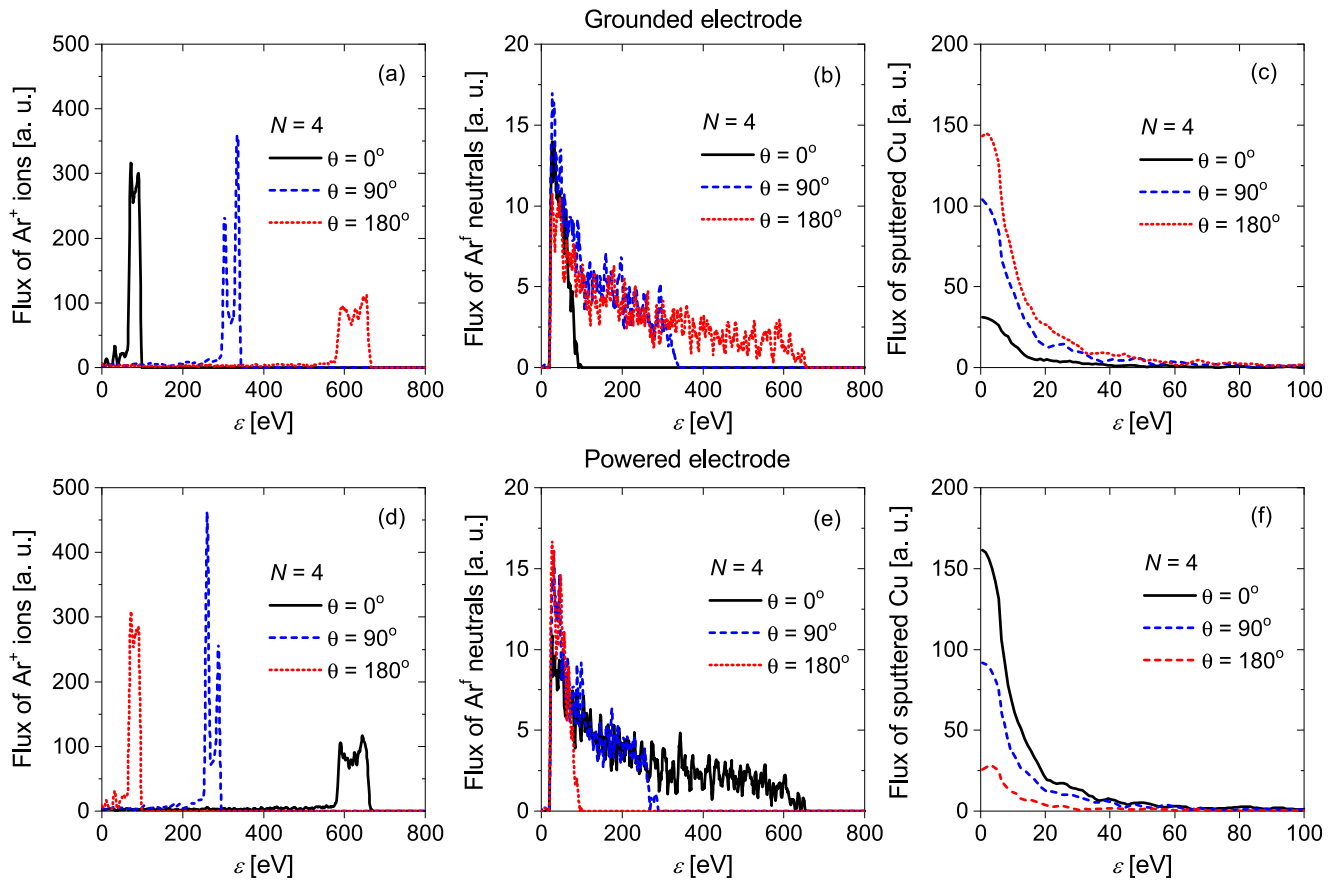 Grounded electrode
Flux of Ar⁺ ions [a. u.]
500
400
300
200
100
0
0 200 400 600 800
ε [eV]
(a)
N = 4
θ = 0°
θ = 90°
θ = 180°
Flux of Arᶠ neutrals [a. u.]
20
15
10
5
0
0 200 400 600 800
ε [eV]
(b)
N = 4
θ = 0°
θ = 90°
θ = 180°
Flux of sputtered Cu [a. u.]
200
150
100
50
0
0 20 40 60 80 100
ε [eV]
(c)
N = 4
θ = 0°
θ = 90°
θ = 180°
Powered electrode
Flux of Ar⁺ ions [a. u.]
500
400
300
200
100
0
0 200 400 600 800
ε [eV]
(d)
N = 4
θ = 0°
θ = 90°
θ = 180°
Flux of Arᶠ neutrals [a. u.]
20
15
10
5
0
0 200 400 600 800
ε [eV]
(e)
N = 4
θ = 0°
θ = 90°
θ = 180°
Flux of sputtered Cu [a. u.]
200
150
100
50
0
0 20 40 60 80 100
ε [eV]
(f)
N = 4
θ = 0°
θ = 90°
θ = 180°